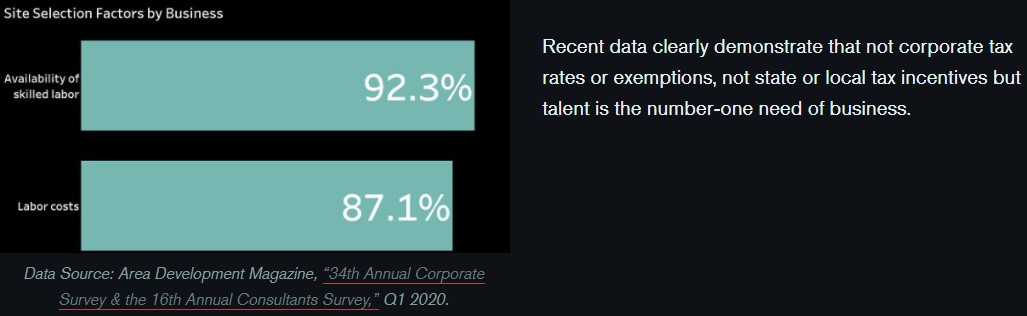 Site Selection Factors by Business
Availability of
skilled labor
92.3%
Labor costs
87.1%
Data Source: Area Development Magazine, “34th Annual Corporate
Survey & the 16th Annual Consultants Survey,” Q1 2020.
Recent data clearly demonstrate that not corporate tax
rates or exemptions, not state or local tax incentives but
talent is the number-one need of business.